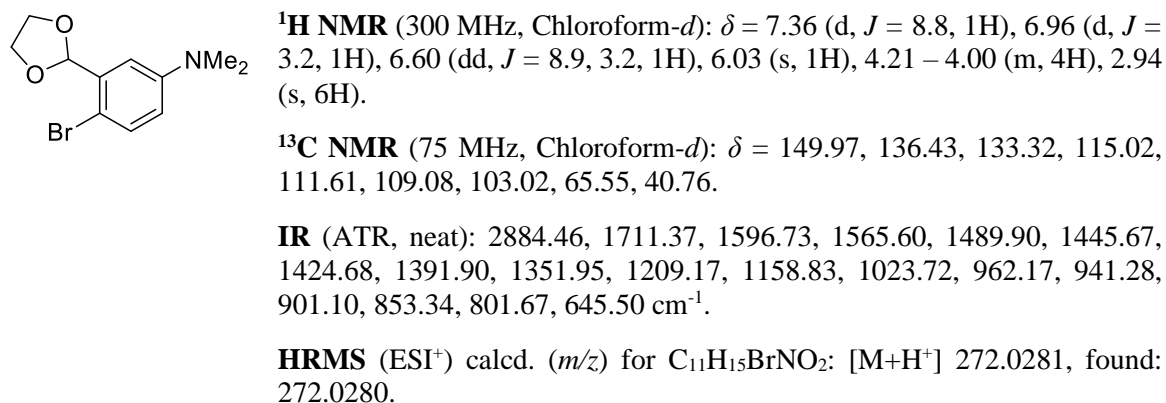 O
O
NMe₂
Br
¹H NMR (300 MHz, Chloroform-d): δ = 7.36 (d, J = 8.8, 1H), 6.96 (d, J =
3.2, 1H), 6.60 (dd, J = 8.9, 3.2, 1H), 6.03 (s, 1H), 4.21 – 4.00 (m, 4H), 2.94
(s, 6H).
¹³C NMR (75 MHz, Chloroform-d): δ = 149.97, 136.43, 133.32, 115.02,
111.61, 109.08, 103.02, 65.55, 40.76.
IR (ATR, neat): 2884.46, 1711.37, 1596.73, 1565.60, 1489.90, 1445.67,
1424.68, 1391.90, 1351.95, 1209.17, 1158.83, 1023.72, 962.17, 941.28,
901.10, 853.34, 801.67, 645.50 cm⁻¹.
HRMS (ESI⁺) calcd. (m/z) for C₁₁H₁₅BrNO₂: [M+H⁺] 272.0281, found:
272.0280.